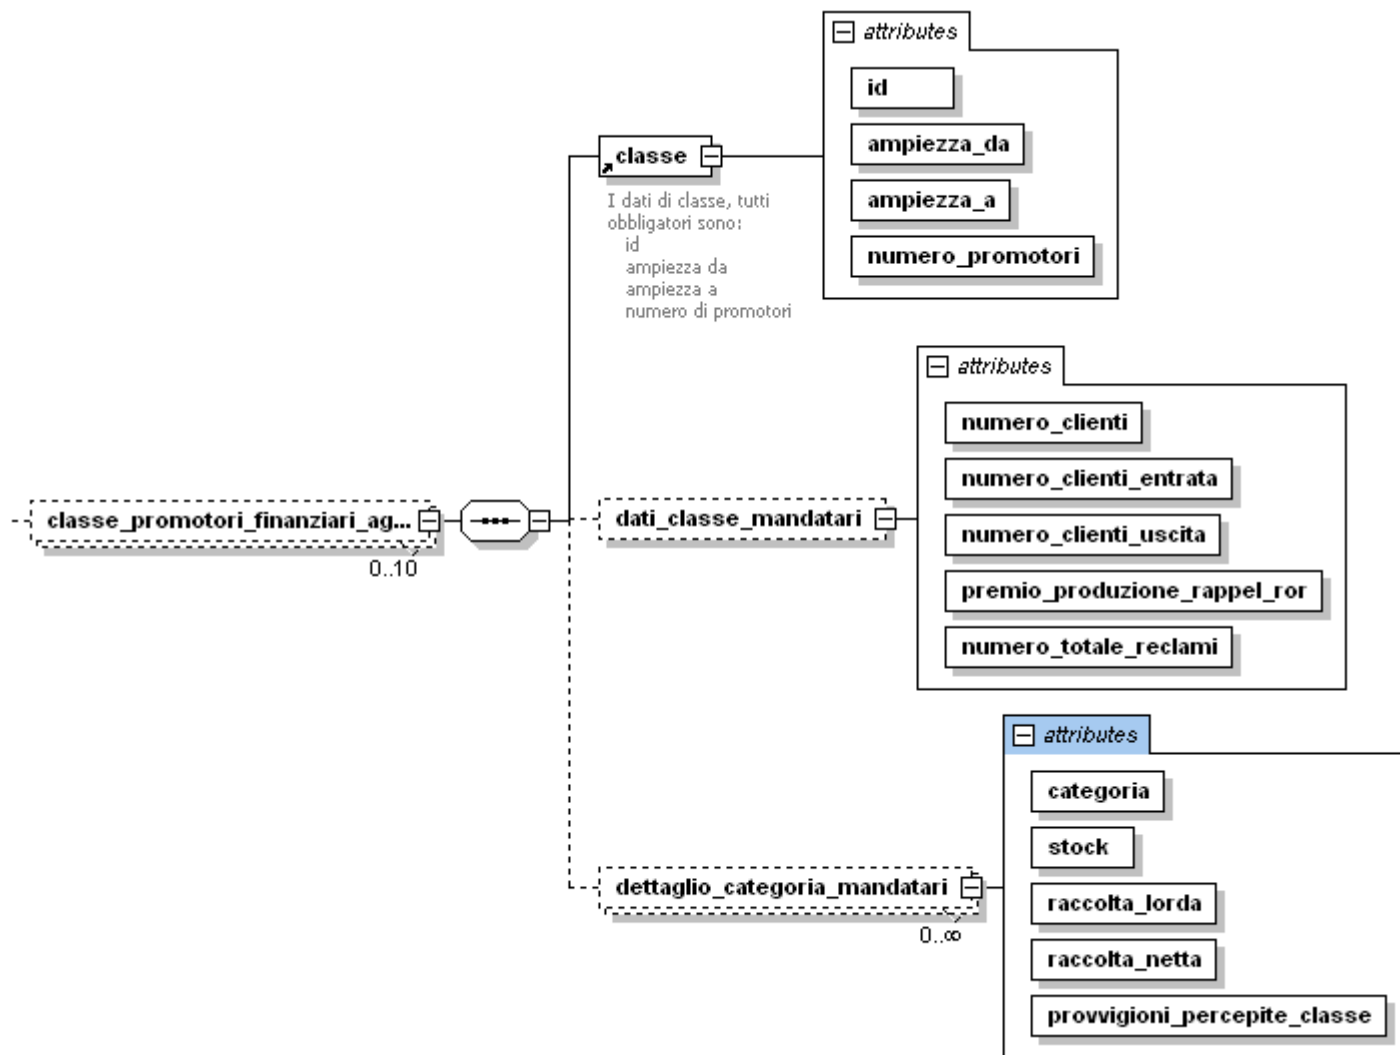 attributes
id
ampiezza_da
classe
ampiezza_a
I dati di classe, tutti
obbligatori sono:
id
ampiezza da
ampiezza a
numero di promotori
numero_promotori
attributes
numero_clienti
numero_clienti_entrata
classe_promotori_finanziari_ag...
0..10
dati_classe_mandatari
numero_clienti_uscita
premio_produzione_rappel_ror
numero_totale_reclami
attributes
categoria
stock
dettaglio_categoria_mandatari
0..∞
raccolta_lorda
raccolta_netta
provvigioni_percepite_classe